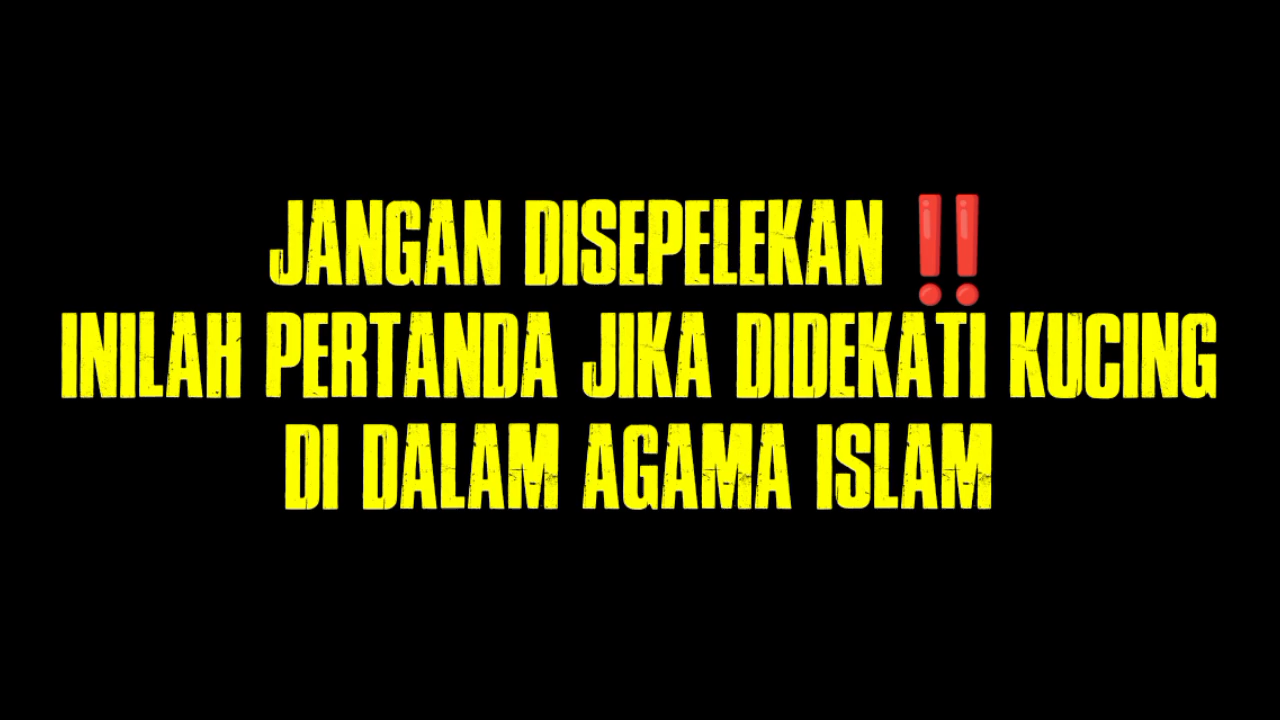 JANGAN DISEPELEKAN ‼️
INILAH PERTANDA JIKA DIDEKATI KUCING
DI DALAM AGAMA ISLAM